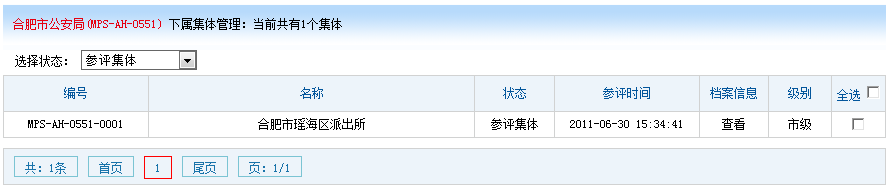 合肥市公安局(MPS-AH-0551) 下属集体管理：当前共有1个集体
选择状态： 参评集体
编号 名称 状态 参评时间 档案信息 级别 全选
MPS-AH-0551-0001 合肥市瑶海区派出所 参评集体 2011-06-30 15:34:41 查看 市级
共：1条 首页 1 尾页 页：1/1